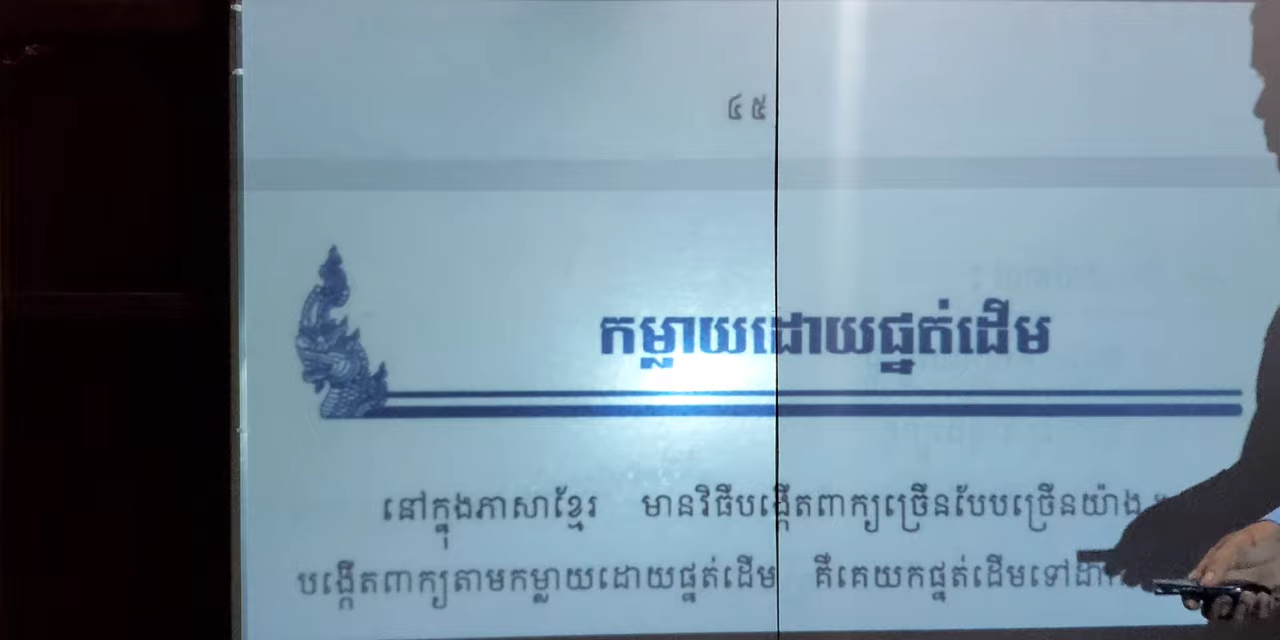 ៤៥
កម្លាយដោយផ្នត់ដើម
នៅក្នុងភាសាខ្មែរ មានវិធីបង្កើតពាក្យច្រើនបែបច្រើនយ៉ាង
បង្កើតពាក្យតាមកម្លាយដោយផ្នត់ដើម គឺគេយកផ្នត់ដើមទៅ